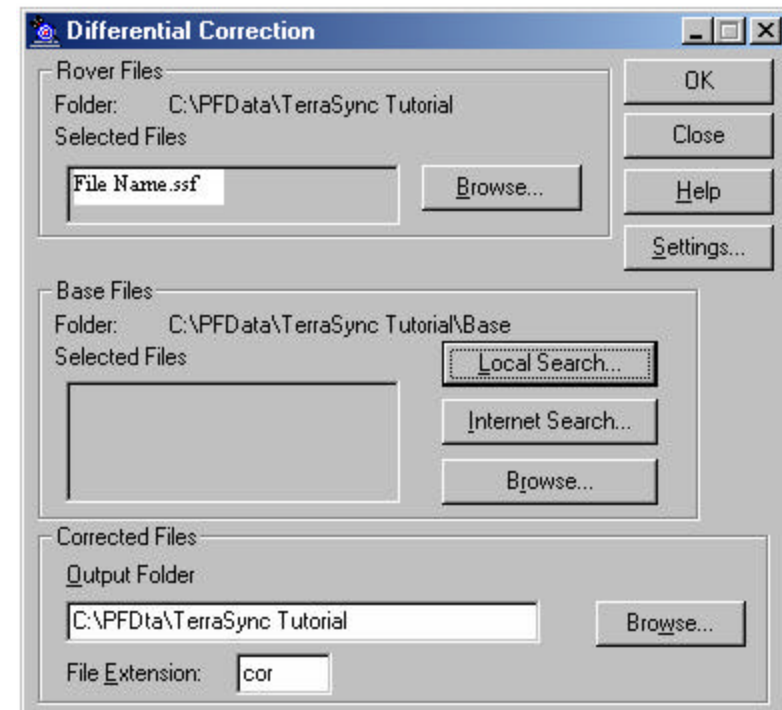 Differential Correction
Rover Files
Folder: C:\PFData\TerraSync Tutorial
Selected Files
File Name.ssf
Browse...
OK
Close
Help
Settings...
Base Files
Folder: C:\PFData\TerraSync Tutorial\Base
Selected Files
Local Search...
Internet Search...
Browse...
Corrected Files
Output Folder
C:\PFDta\TerraSync Tutorial
Browse...
File Extension: cor